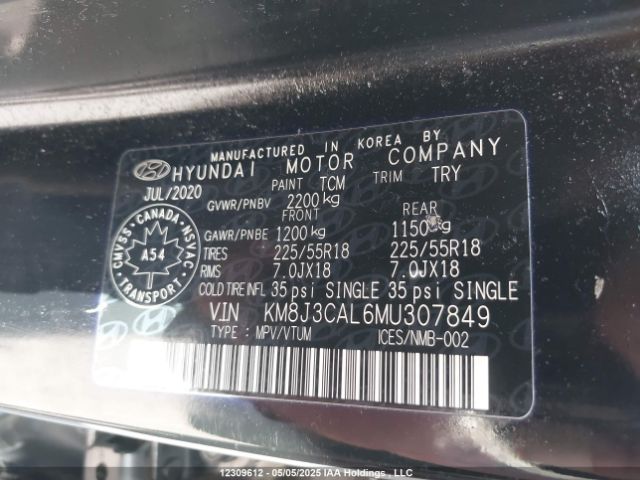 MANUFACTURED IN KOREA BY
HYUNDAI MOTOR COMPANY
JUL/2020 PAINT TCM TRIM TRY
GVWR/PNBV 2200 kg
FRONT REAR
GAWR/PNBE 1200 kg 1150 kg
TIRES 225/55R18 225/55R18
RMS 7.0JX18 7.0JX18
COLD TIRE INFL 35 psi SINGLE 35 psi SINGLE
CMVSS · CANADA · NSVAC
A54
TRANSPORT
VIN KM8J3CAL6MU307849
TYPE : MPV/VTUM ICES/NMB-002
12309612 - 05/05/2025 IAA Holdings , LLC